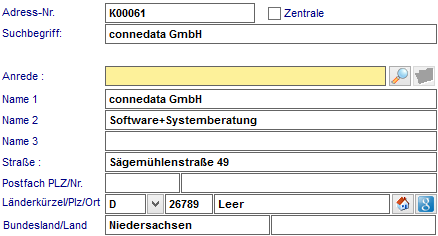 Adress-Nr. K00061 Zentrale
Suchbegriff: connedata GmbH
Anrede :
Name 1 connedata GmbH
Name 2 Software+Systemberatung
Name 3
Straße : Sägemühlenstraße 49
Postfach PLZ/Nr.
Länderkürzel/Plz/Ort D 26789 Leer 8
Bundesland/Land Niedersachsen